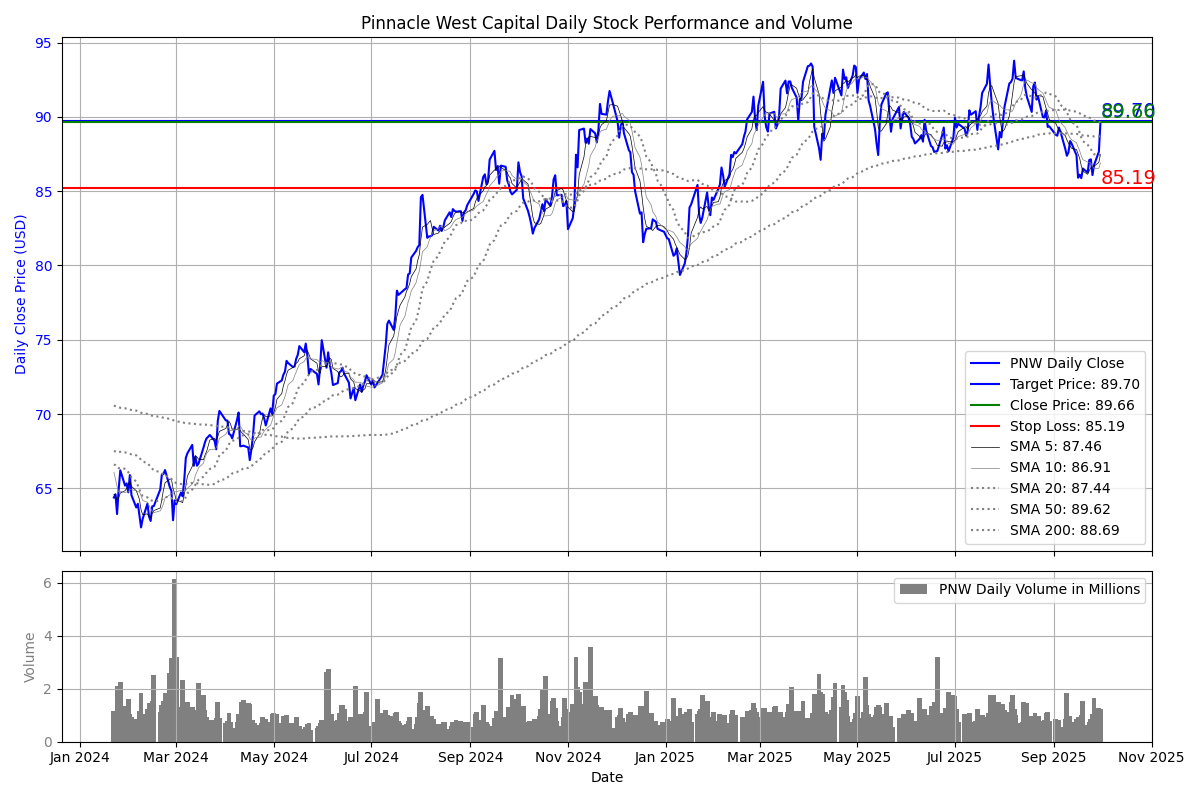 Pinnacle West Capital Daily Stock Performance and Volume
Daily Close Price (USD)
95
90
85
80
75
70
65
89.70
89.66
85.19
PNW Daily Close
Target Price: 89.70
Close Price: 89.66
Stop Loss: 85.19
SMA 5: 87.46
SMA 10: 86.91
SMA 20: 87.44
SMA 50: 89.62
SMA 200: 88.69
Volume
6
4
2
0
PNW Daily Volume in Millions
Jan 2024 Mar 2024 May 2024 Jul 2024 Sep 2024 Nov 2024 Jan 2025 Mar 2025 May 2025 Jul 2025 Sep 2025 Nov 2025
Date